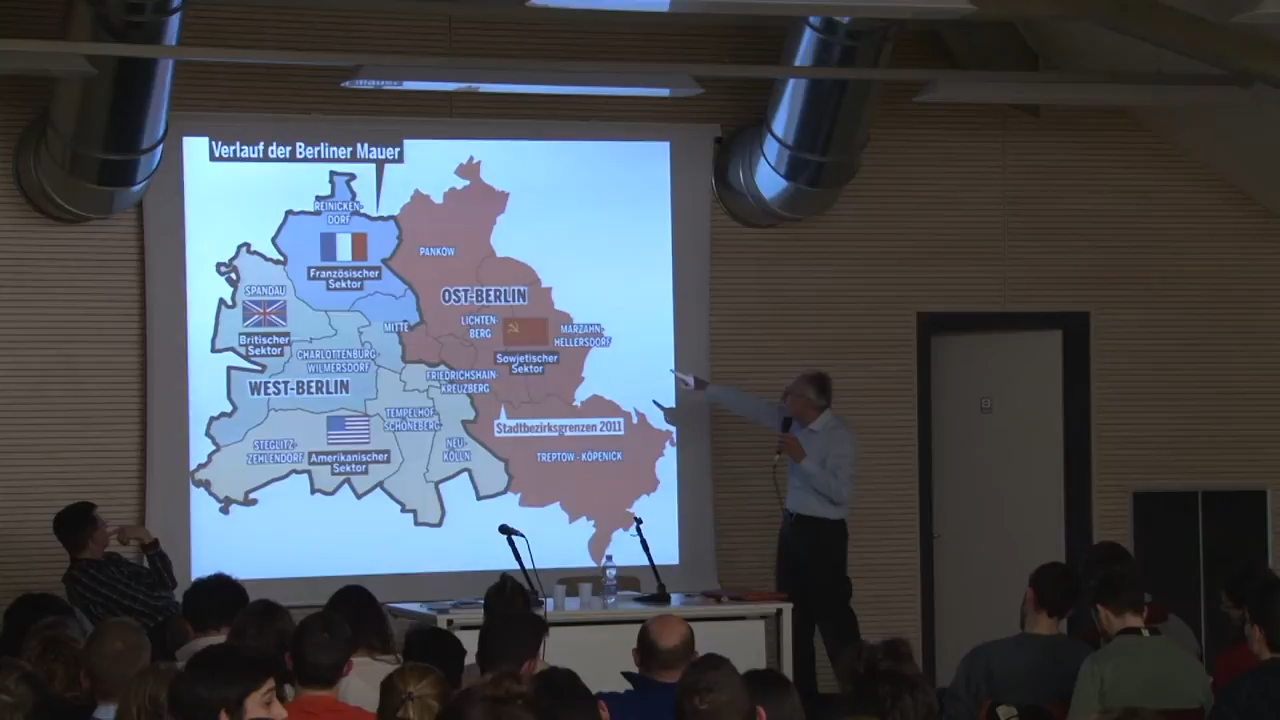 Verlauf der Berliner Mauer
REINICKEN-
DORF
Französischer
Sektor
PANKOW
SPANDAU
OST-BERLIN
Britischer
Sektor
MITTE
LICHTEN-
BERG
MARZAHN-
HELLERSDORF
Sowjetischer
Sektor
CHARLOTTENBURG
WILMERSDORF
WEST-BERLIN
FRIEDRICHSHAIN-
KREUZBERG
TEMPELHOF
SCHÖNEBERG
Stadtbezirksgrenzen 2011
STEGLITZ-
ZEHLENDORF
Amerikanischer
Sektor
NEU-
KÖLLN
TREPTOW - KÖPENICK